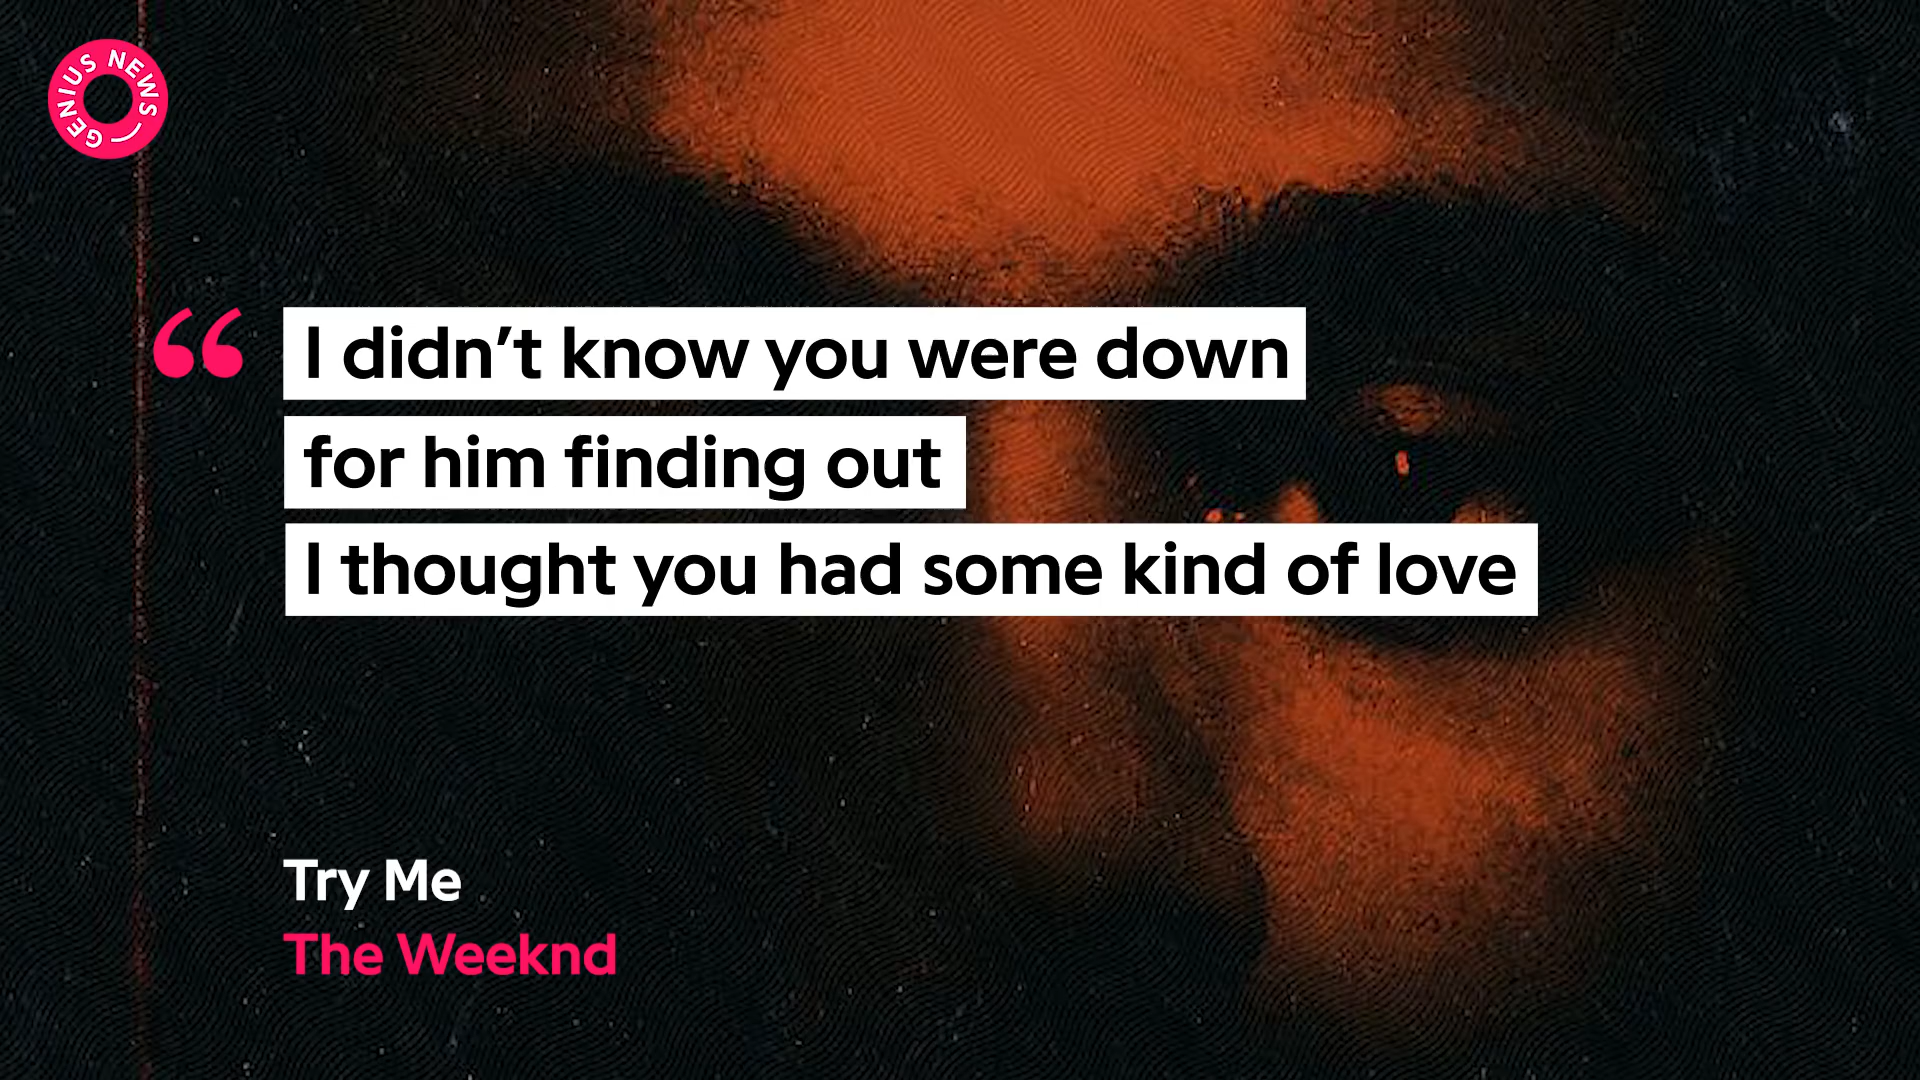 GENIUS NEWS
“ I didn’t know you were down
for him finding out
I thought you had some kind of love
Try Me
The Weeknd